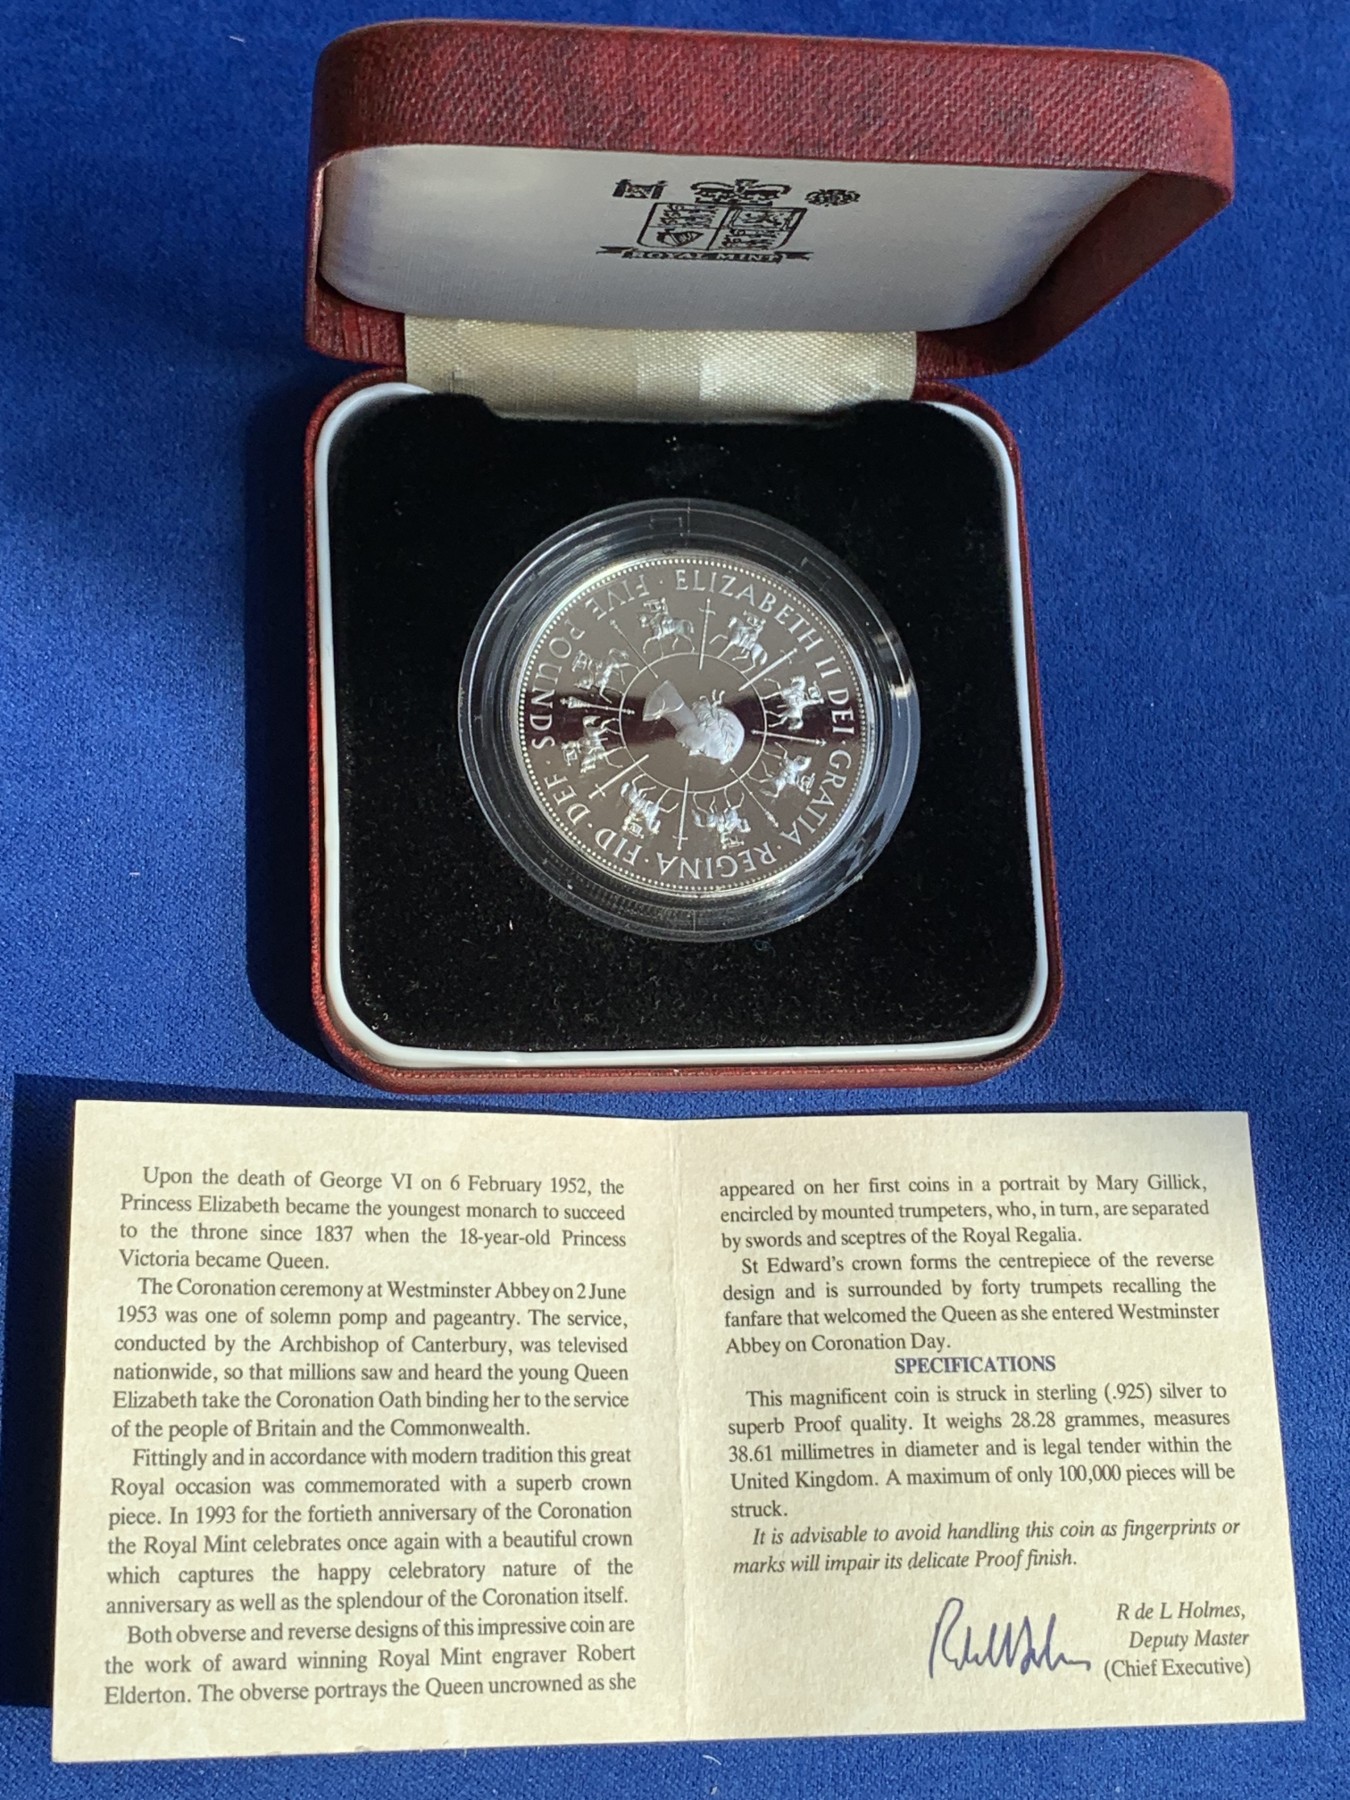 ROYAL MINT
ELIZABETH II DEI · GRATIA · REGINA · FID · DEF · FIVE POUNDS ·
Upon the death of George VI on 6 February 1952, the
Princess Elizabeth became the youngest monarch to succeed
to the throne since 1837 when the 18-year-old Princess
Victoria became Queen.
The Coronation ceremony at Westminster Abbey on 2 June
1953 was one of solemn pomp and pageantry. The service,
conducted by the Archbishop of Canterbury, was televised
nationwide, so that millions saw and heard the young Queen
Elizabeth take the Coronation Oath binding her to the service
of the people of Britain and the Commonwealth.
Fittingly and in accordance with modern tradition this great
Royal occasion was commemorated with a superb crown
piece. In 1993 for the fortieth anniversary of the Coronation
the Royal Mint celebrates once again with a beautiful crown
which captures the happy celebratory nature of the
anniversary as well as the splendour of the Coronation itself.
Both obverse and reverse designs of this impressive coin are
the work of award winning Royal Mint engraver Robert
Elderton. The obverse portrays the Queen uncrowned as she
appeared on her first coins in a portrait by Mary Gillick,
encircled by mounted trumpeters, who, in turn, are separated
by swords and sceptres of the Royal Regalia.
St Edward's crown forms the centrepiece of the reverse
design and is surrounded by forty trumpets recalling the
fanfare that welcomed the Queen as she entered Westminster
Abbey on Coronation Day.
SPECIFICATIONS
This magnificent coin is struck in sterling (.925) silver to
superb Proof quality. It weighs 28.28 grammes, measures
38.61 millimetres in diameter and is legal tender within the
United Kingdom. A maximum of only 100,000 pieces will be
struck.
It is advisable to avoid handling this coin as fingerprints or
marks will impair its delicate Proof finish.
R de L Holmes,
Deputy Master
(Chief Executive)